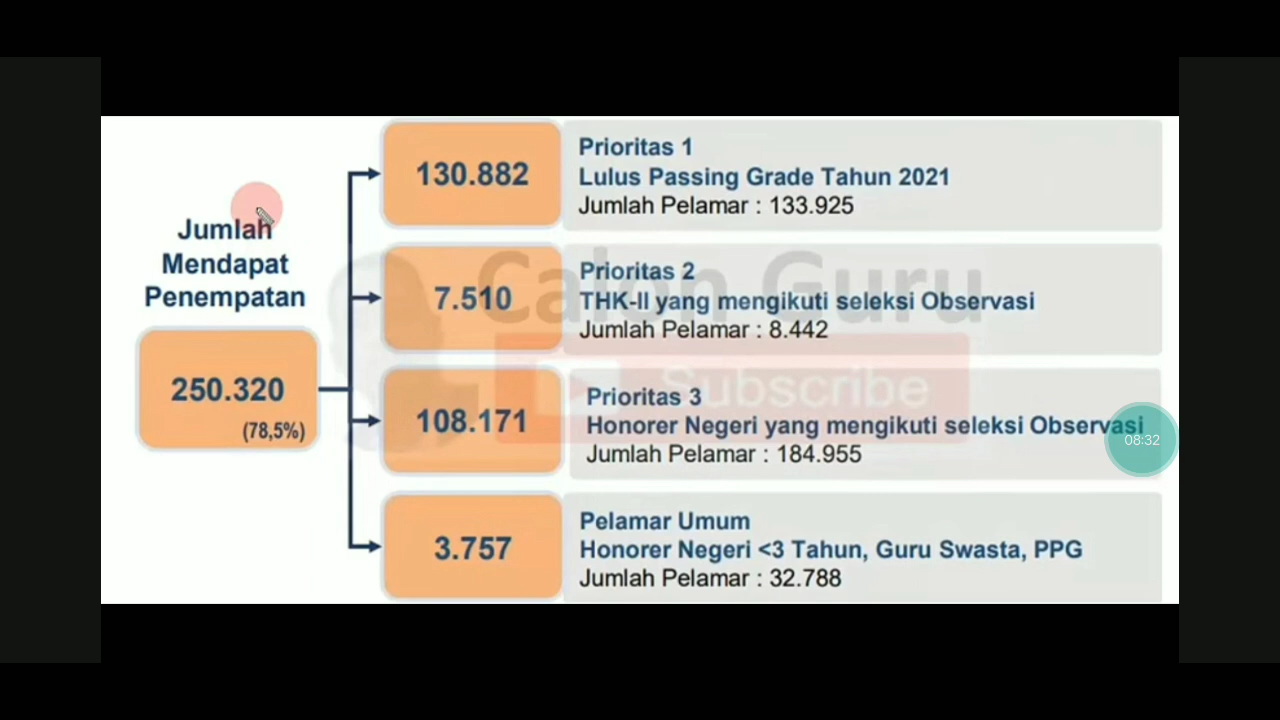 Jumlah
Mendapat
Penempatan
250.320
(78,5%)
130.882
Prioritas 1
Lulus Passing Grade Tahun 2021
Jumlah Pelamar : 133.925
7.510
Prioritas 2
THK-II yang mengikuti seleksi Observasi
Jumlah Pelamar : 8.442
108.171
Prioritas 3
Honorer Negeri yang mengikuti seleksi Observasi
Jumlah Pelamar : 184.955
3.757
Pelamar Umum
Honorer Negeri <3 Tahun, Guru Swasta, PPG
Jumlah Pelamar : 32.788
Calon Guru
Subscribe
08:32